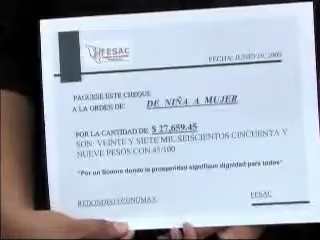 FESAC
FECHA: JUNIO 19, 2009
PAGUESE ESTE CHEQUE
A LA ORDEN DE: DE NIÑA A MUJER
POR LA CANTIDAD DE $ 27,659.45
SON: VEINTE Y SIETE MIL SEISCIENTOS CINCUENTA Y
NUEVE PESOS CON 45/100
"Por un Sonora donde la prosperidad signifique dignidad para todos"
REDONDEO ECONOMAX FESAC